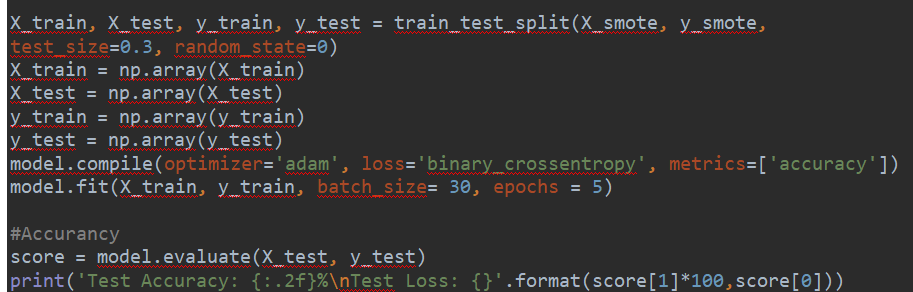 X_train, X_test, y_train, y_test = train_test_split(X_smote, y_smote,
test_size=0.3, random_state=0)
X_train = np.array(X_train)
X_test = np.array(X_test)
y_train = np.array(y_train)
y_test = np.array(y_test)
model.compile(optimizer='adam', loss='binary_crossentropy', metrics=['accuracy'])
model.fit(X_train, y_train, batch_size= 30, epochs = 5)
#Accurancy
score = model.evaluate(X_test, y_test)
print('Test Accuracy: {:.2f}%\nTest Loss: {}'.format(score[1]*100,score[0]))